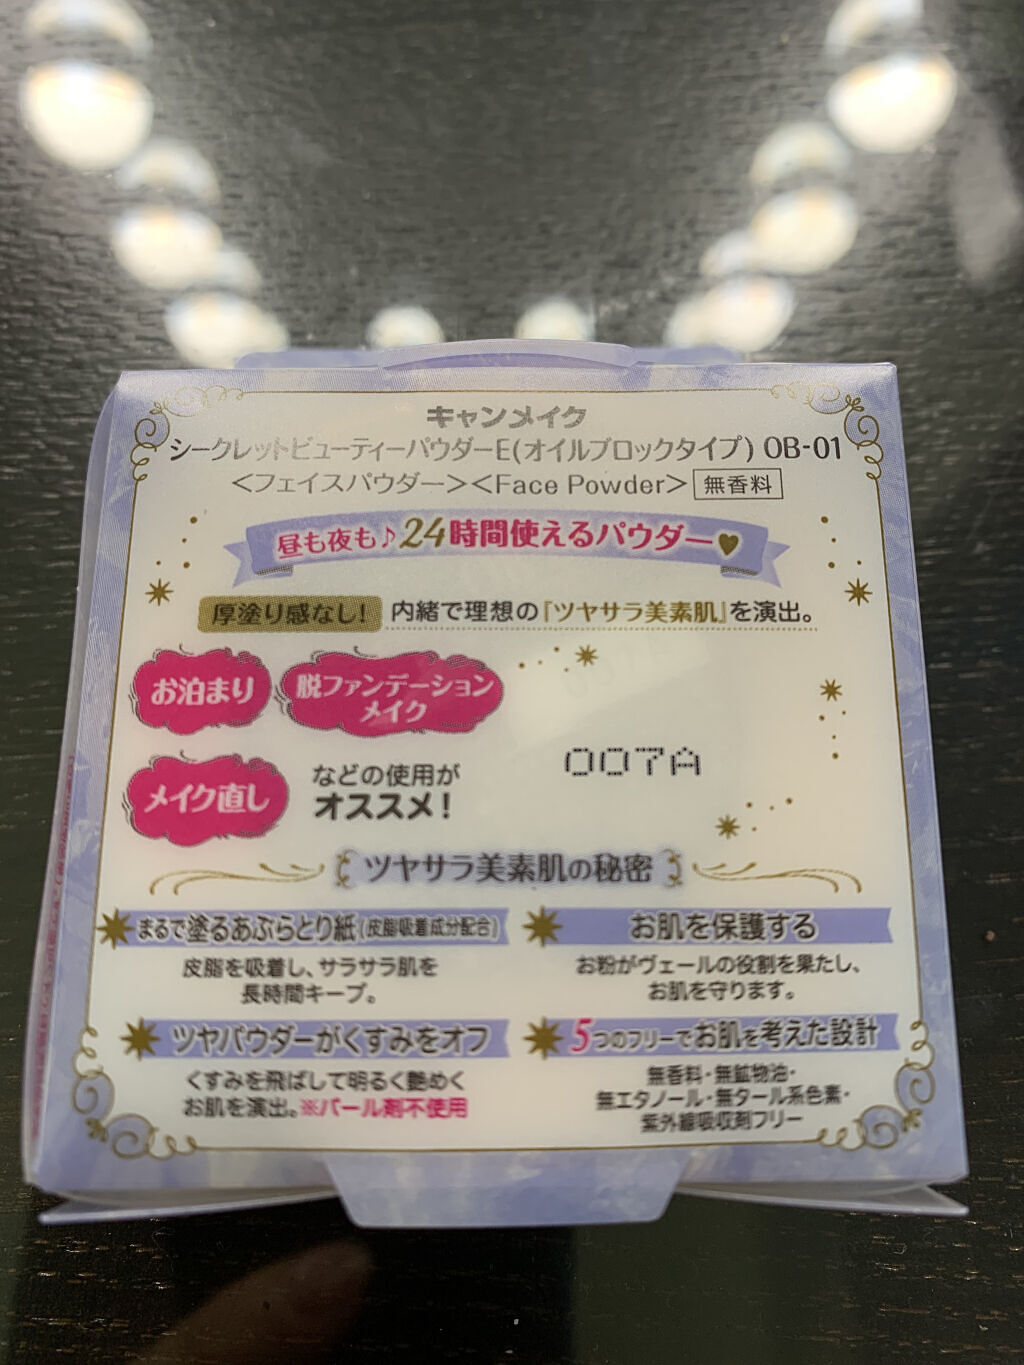 キャンメイク
シークレットビューティーパウダーE(オイルブロックタイプ) OB-01
<フェイスパウダー><Face Powder> 無香料
昼も夜も♪24時間使えるパウダー♥
厚塗り感なし! 内緒で理想の『ツヤサラ美素肌』を演出。
お泊まり
脱ファンデーション
メイク
メイク直し
などの使用が
オススメ!
007A
ツヤサラ美素肌の秘密
まるで塗るあぶらとり紙(皮脂吸着成分配合)
皮脂を吸着し、サラサラ肌を
長時間キープ。
お肌を保護する
お粉がヴェールの役割を果たし、
お肌を守ります。
ツヤパウダーがくすみをオフ
くすみを飛ばして明るく艶めく
お肌を演出。※パール剤不使用
5つのフリーでお肌を考えた設計
無香料・無鉱物油・
無エタノール・無タール系色素・
紫外線吸収剤フリー